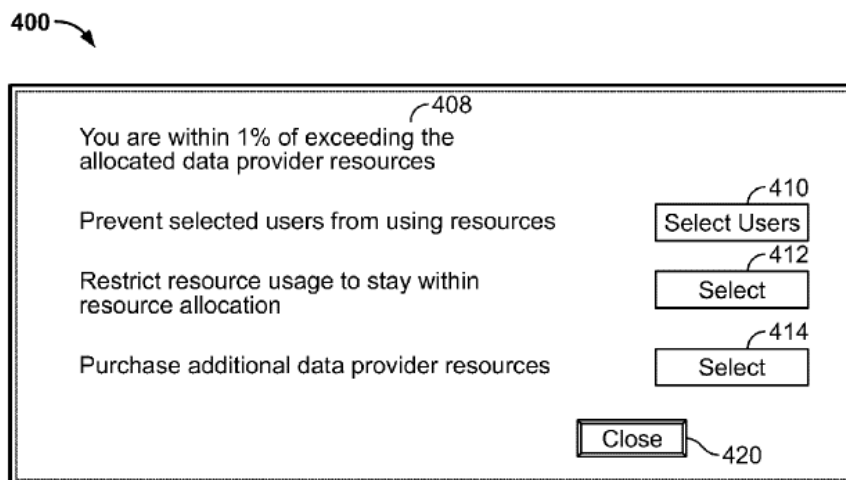 400
408
You are within 1% of exceeding the
allocated data provider resources
410
Prevent selected users from using resources
Select Users
412
Restrict resource usage to stay within
resource allocation
Select
414
Purchase additional data provider resources
Select
Close
420